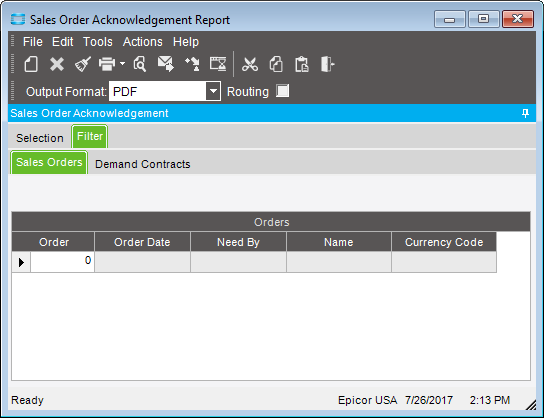 Sales Order Acknowledgement Report
File Edit Tools Actions Help
Output Format: PDF Routing
Sales Order Acknowledgement
Selection Filter
Sales Orders Demand Contracts
Orders
Order Order Date Need By Name Currency Code
0
Ready Epicor USA 7/26/2017 2:13 PM